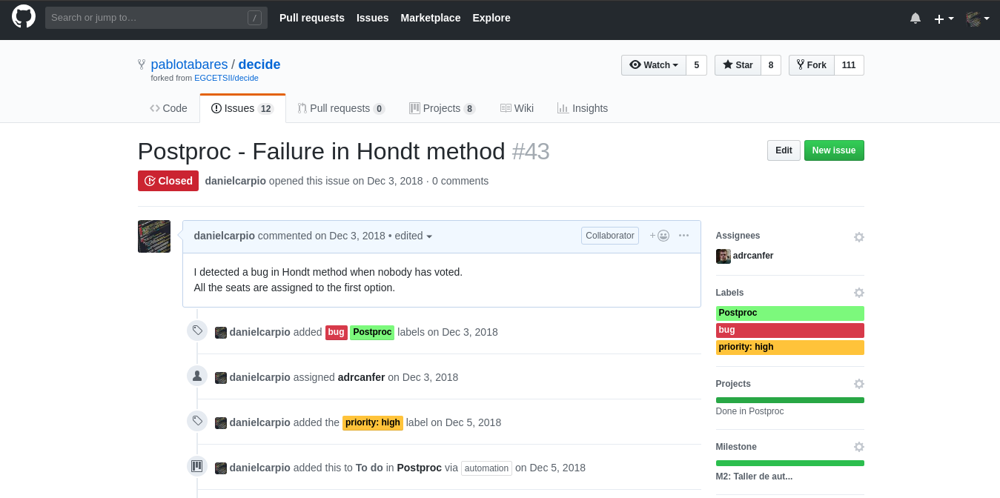 Search or jump to… /
Pull requests Issues Marketplace Explore
pablotabares / decide
forked from EGCETSII/decide
Watch 5 Star 8 Fork 111
Code Issues 12 Pull requests 0 Projects 8 Wiki Insights
Postproc - Failure in Hondt method #43
Edit New issue
Closed danielcarpio opened this issue on Dec 3, 2018 · 0 comments
danielcarpio commented on Dec 3, 2018 • edited
Collaborator
I detected a bug in Hondt method when nobody has voted.
All the seats are assigned to the first option.
danielcarpio added bug Postproc labels on Dec 3, 2018
danielcarpio assigned adrcanfer on Dec 3, 2018
danielcarpio added the priority: high label on Dec 5, 2018
danielcarpio added this to To do in Postproc via automation on Dec 5, 2018
Assignees
adrcanfer
Labels
Postproc
bug
priority: high
Projects
Done in Postproc
Milestone
M2: Taller de aut...